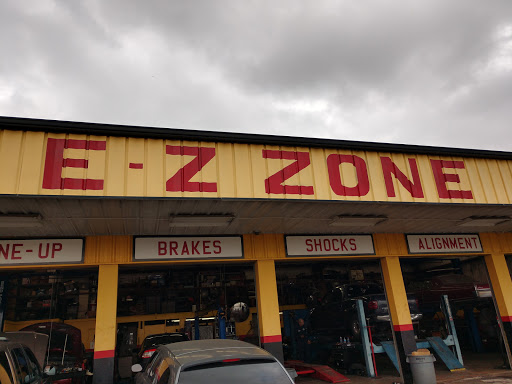 E-Z ZONE
NE-UP
BRAKES
SHOCKS
ALIGNMENT